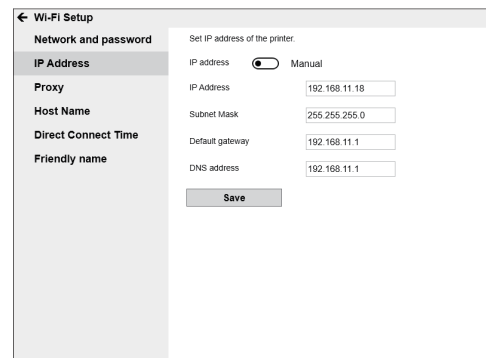 ← Wi-Fi Setup
Network and password
IP Address
Proxy
Host Name
Direct Connect Time
Friendly name
Set IP address of the printer.
IP address Manual
IP Address 192.168.11.18
Subnet Mask 255.255.255.0
Default gateway 192.168.11.1
DNS address 192.168.11.1
Save